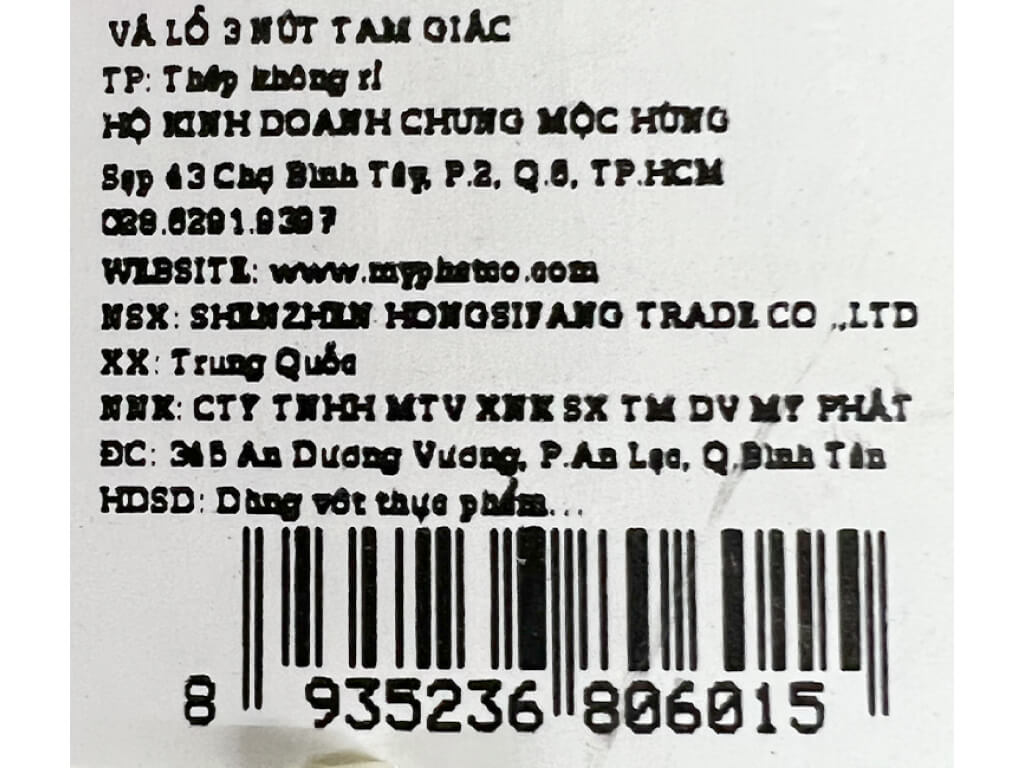 VÁ LỖ 3 NÚT TAM GIÁC
TP: Thép không rỉ
HỘ KINH DOANH CHUNG MỘC HÙNG
Sạp 43 Chợ Bình Tây, P.2, Q.6, TP.HCM
028.6291.9397
WEBSITE: www.myphatco.com
NSX: SHENZHEN HONGSIFANG TRADE CO .,LTD
XX: Trung Quốc
NNK: CTY TNHH MTV XNK SX TM DV MỸ PHÁT
ĐC: 345 An Dương Vương, P.An Lạc, Q.Bình Tân
HDSD: Dùng vớt thực phẩm...
8 935236 806015